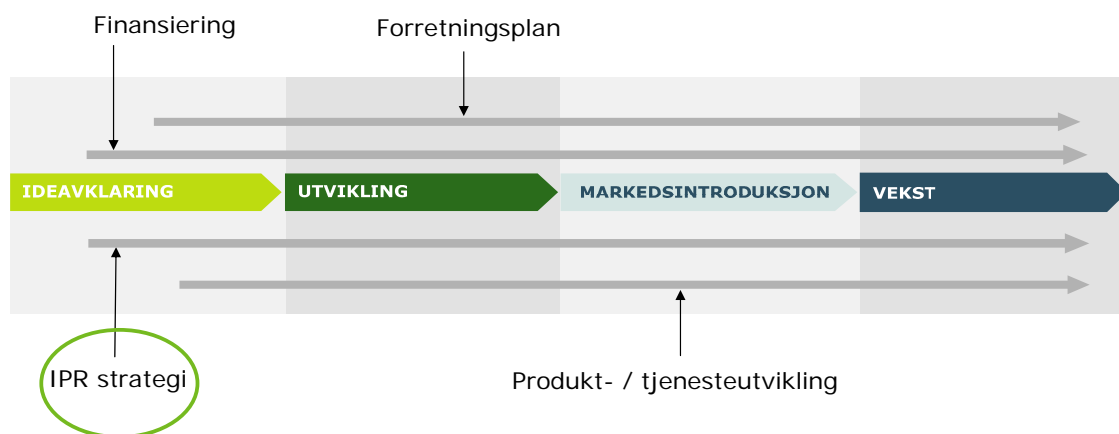 Finansiering
Forretningsplan
IDEAVKLARING
UTVIKLING
MARKEDSINTRODUKSJON
VEKST
IPR strategi
Produkt- / tjenesteutvikling